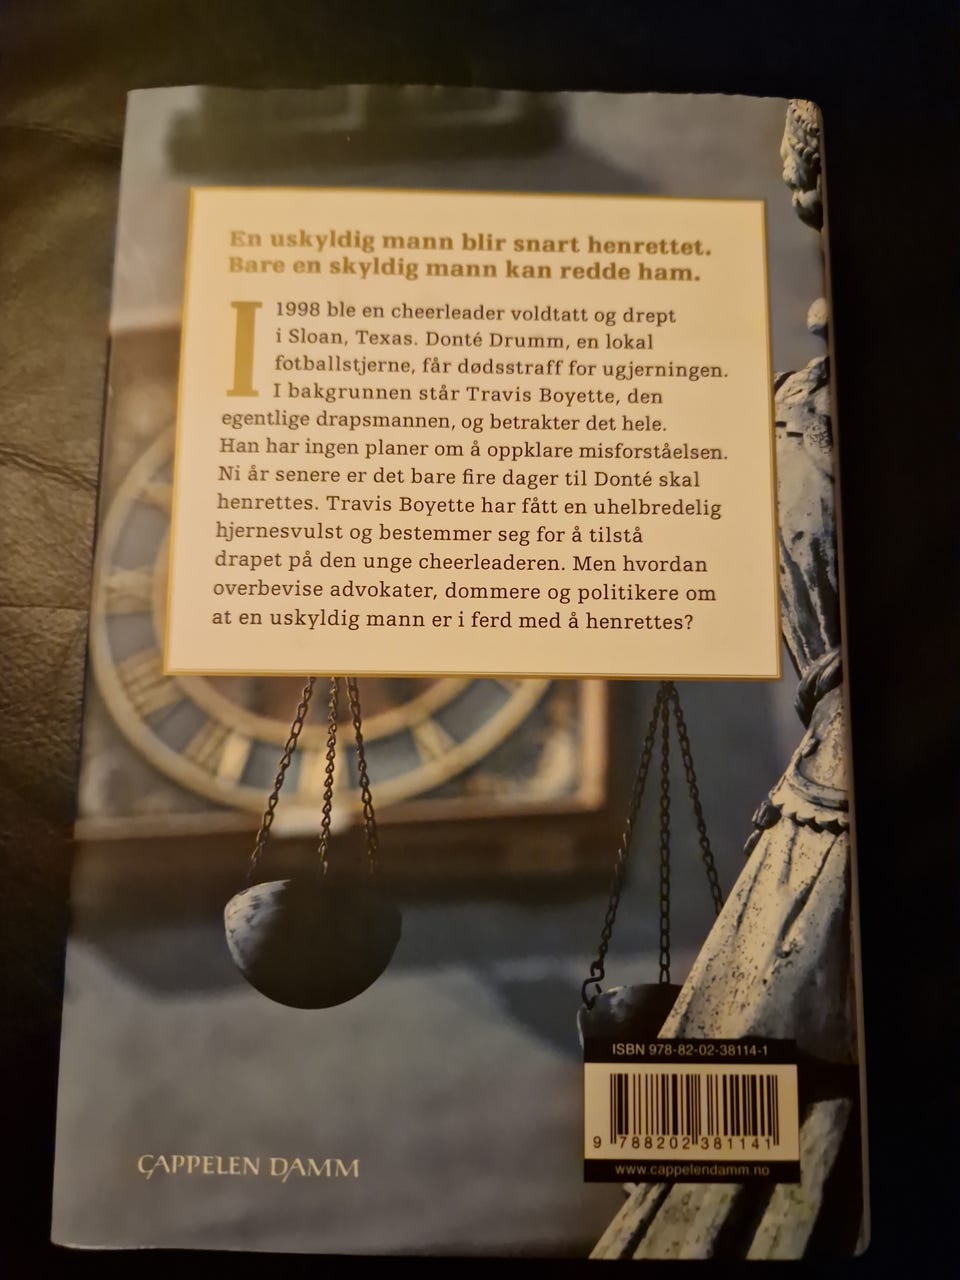 En uskyldig mann blir snart henrettet.
Bare en skyldig mann kan redde ham.
I 1998 ble en cheerleader voldtatt og drept
i Sloan, Texas. Donté Drumm, en lokal
fotballstjerne, får dødsstraff for ugjerningen.
I bakgrunnen står Travis Boyette, den
egentlige drapsmannen, og betrakter det hele.
Han har ingen planer om å oppklare misforståelsen.
Ni år senere er det bare fire dager til Donté skal
henrettes. Travis Boyette har fått en uhelbredelig
hjernesvulst og bestemmer seg for å tilstå
drapet på den unge cheerleaderen. Men hvordan
overbevise advokater, dommere og politikere om
at en uskyldig mann er i ferd med å henrettes?
ISBN 978-82-02-38114-1
9 788202 381141
www.cappelendamm.no
CAPPELEN DAMM